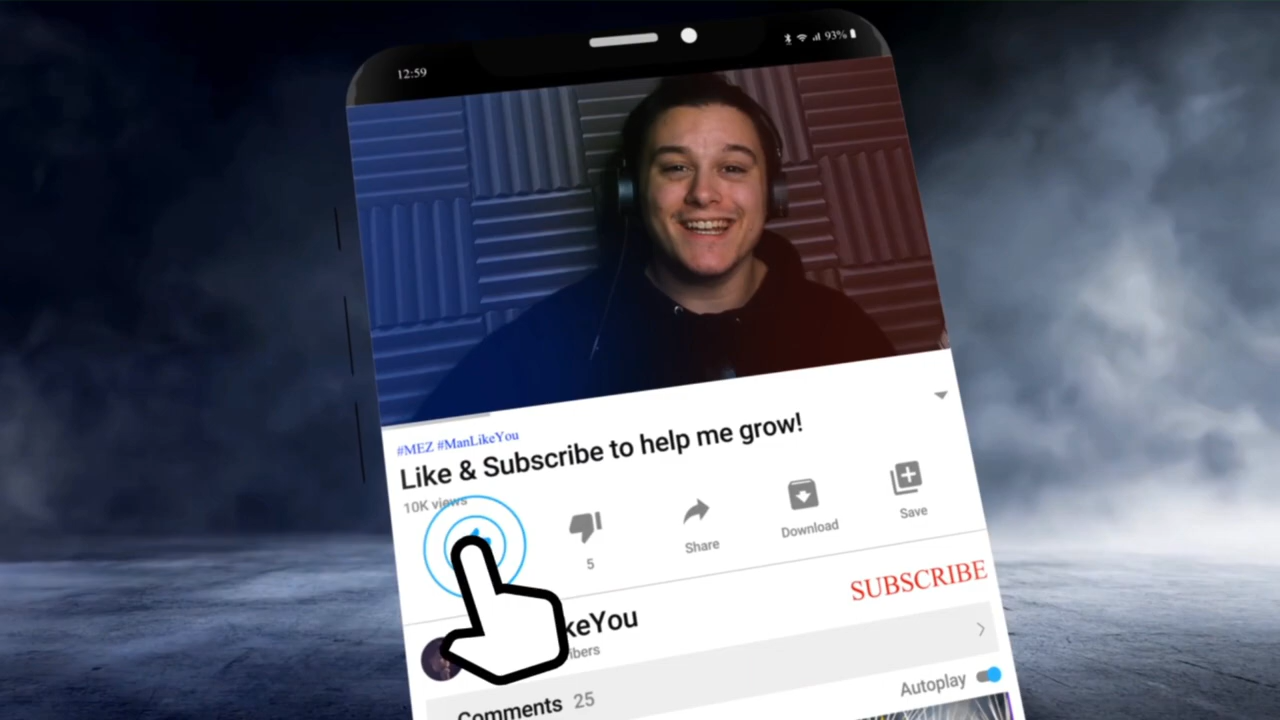 12:59
93%
#MEZ #ManLikeYou
Like & Subscribe to help me grow!
10K views
5
Share
Download
Save
SUBSCRIBE
keYou
ibers
Comments 25
Autoplay